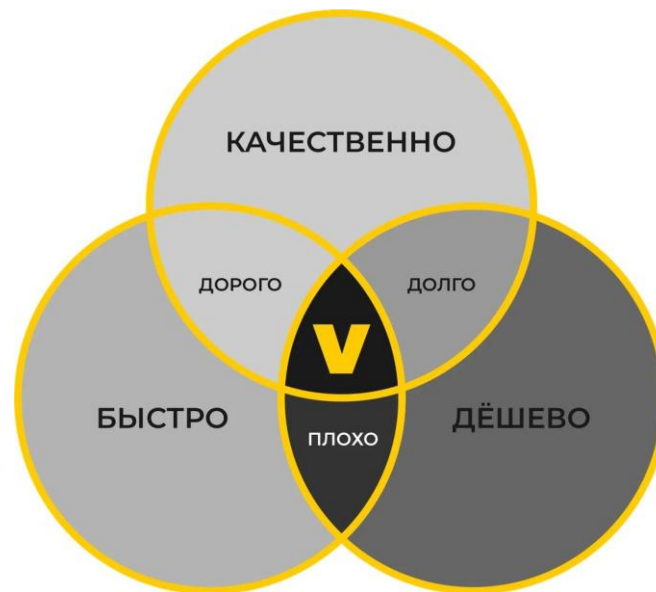 КАЧЕСТВЕННО
ДОРОГО
ДОЛГО
V
БЫСТРО
ДЁШЕВО
ПЛОХО